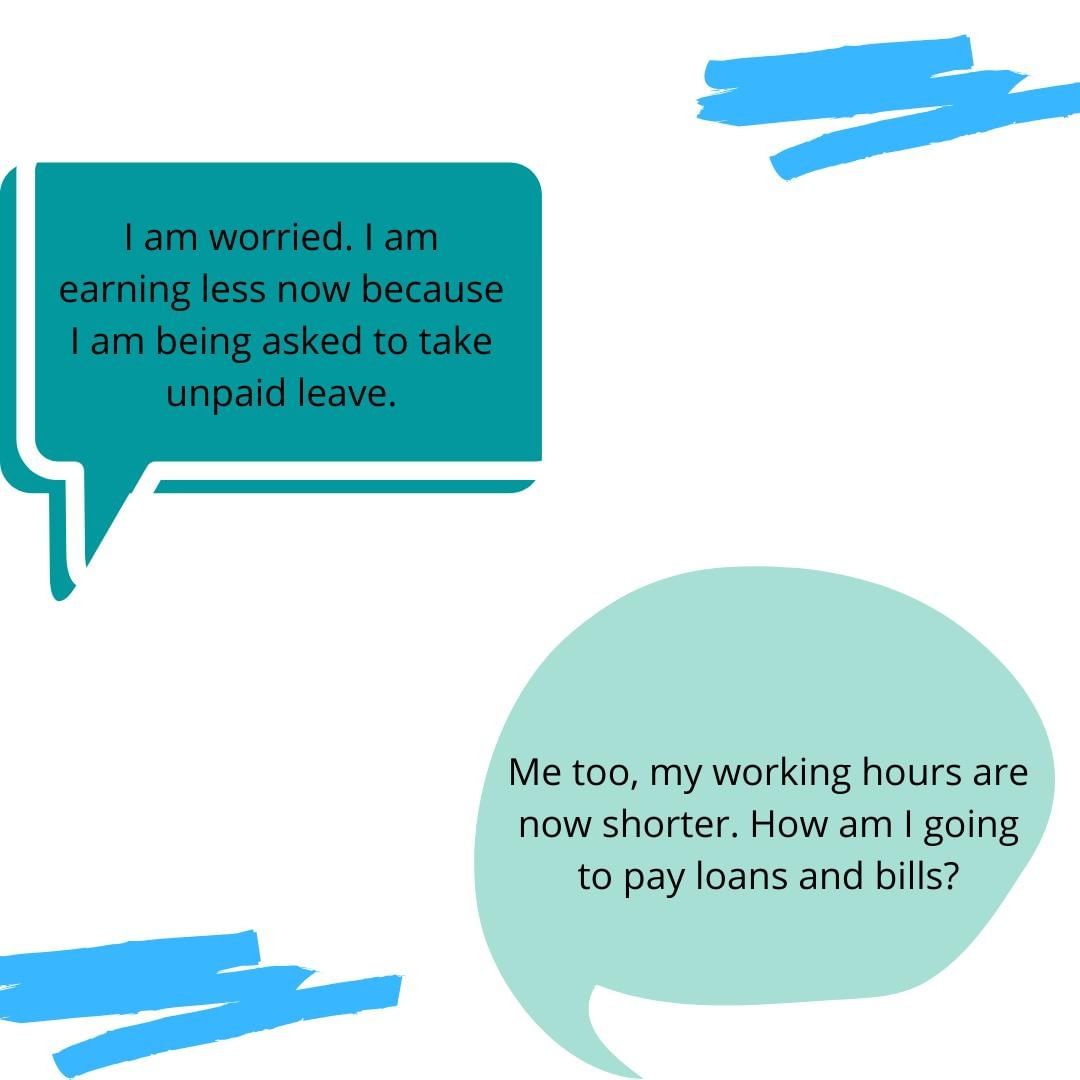 I am worried. I am
earning less now because
I am being asked to take
unpaid leave.
Me too, my working hours are
now shorter. How am I going
to pay loans and bills?